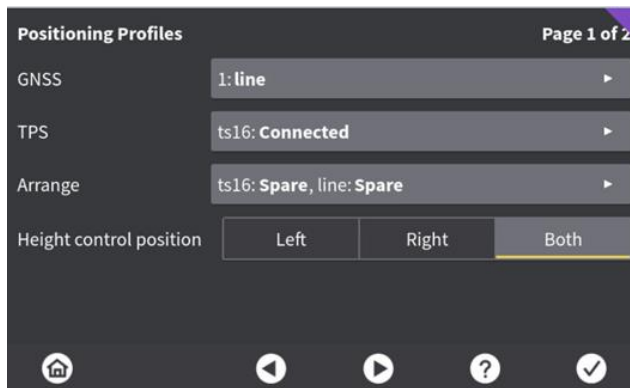 Positioning Profiles Page 1 of 2
GNSS 1: line
TPS ts16: Connected
Arrange ts16: Spare, line: Spare
Height control position Left Right Both
?